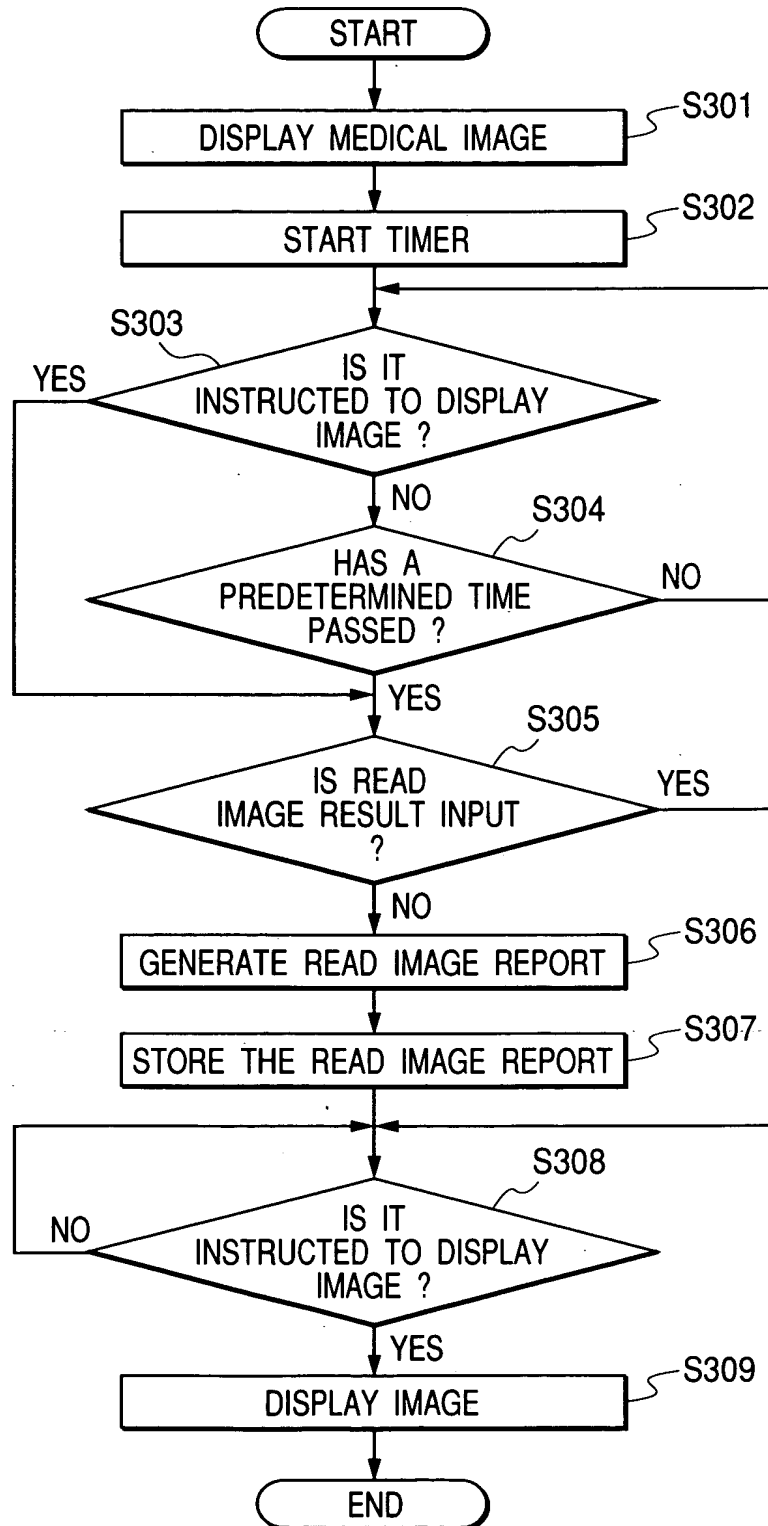 START
DISPLAY MEDICAL IMAGE
S301
START TIMER
S302
S303
IS IT
INSTRUCTED TO DISPLAY
IMAGE ?
YES
NO
S304
HAS A
PREDETERMINED TIME
PASSED ?
NO
YES
S305
IS READ
IMAGE RESULT INPUT
?
YES
NO
GENERATE READ IMAGE REPORT
S306
STORE THE READ IMAGE REPORT
S307
S308
IS IT
INSTRUCTED TO DISPLAY
IMAGE ?
NO
YES
DISPLAY IMAGE
S309
END